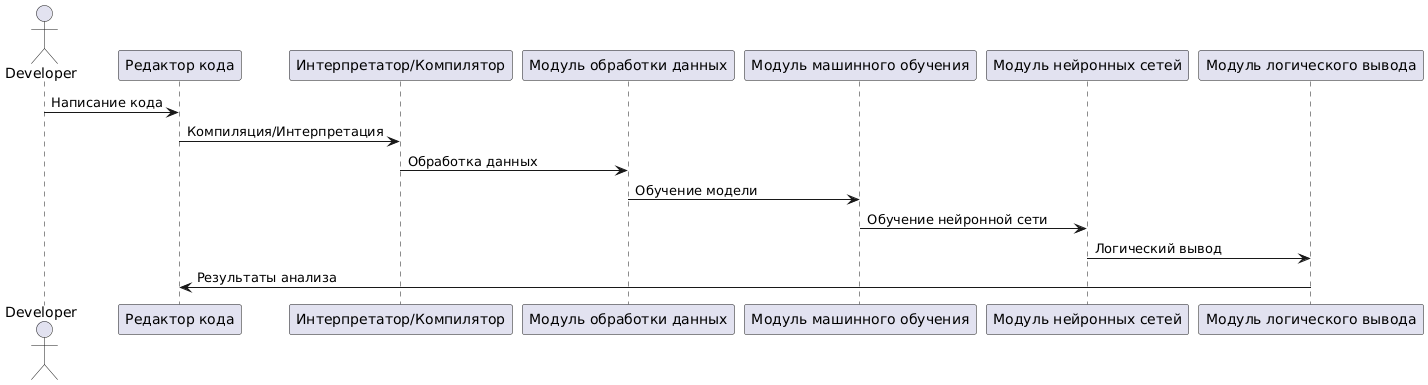 Developer
Редактор кода
Интерпретатор/Компилятор
Модуль обработки данных
Модуль машинного обучения
Модуль нейронных сетей
Модуль логического вывода
Написание кода
Компиляция/Интерпретация
Обработка данных
Обучение модели
Обучение нейронной сети
Логический вывод
Результаты анализа
Developer
Редактор кода
Интерпретатор/Компилятор
Модуль обработки данных
Модуль машинного обучения
Модуль нейронных сетей
Модуль логического вывода